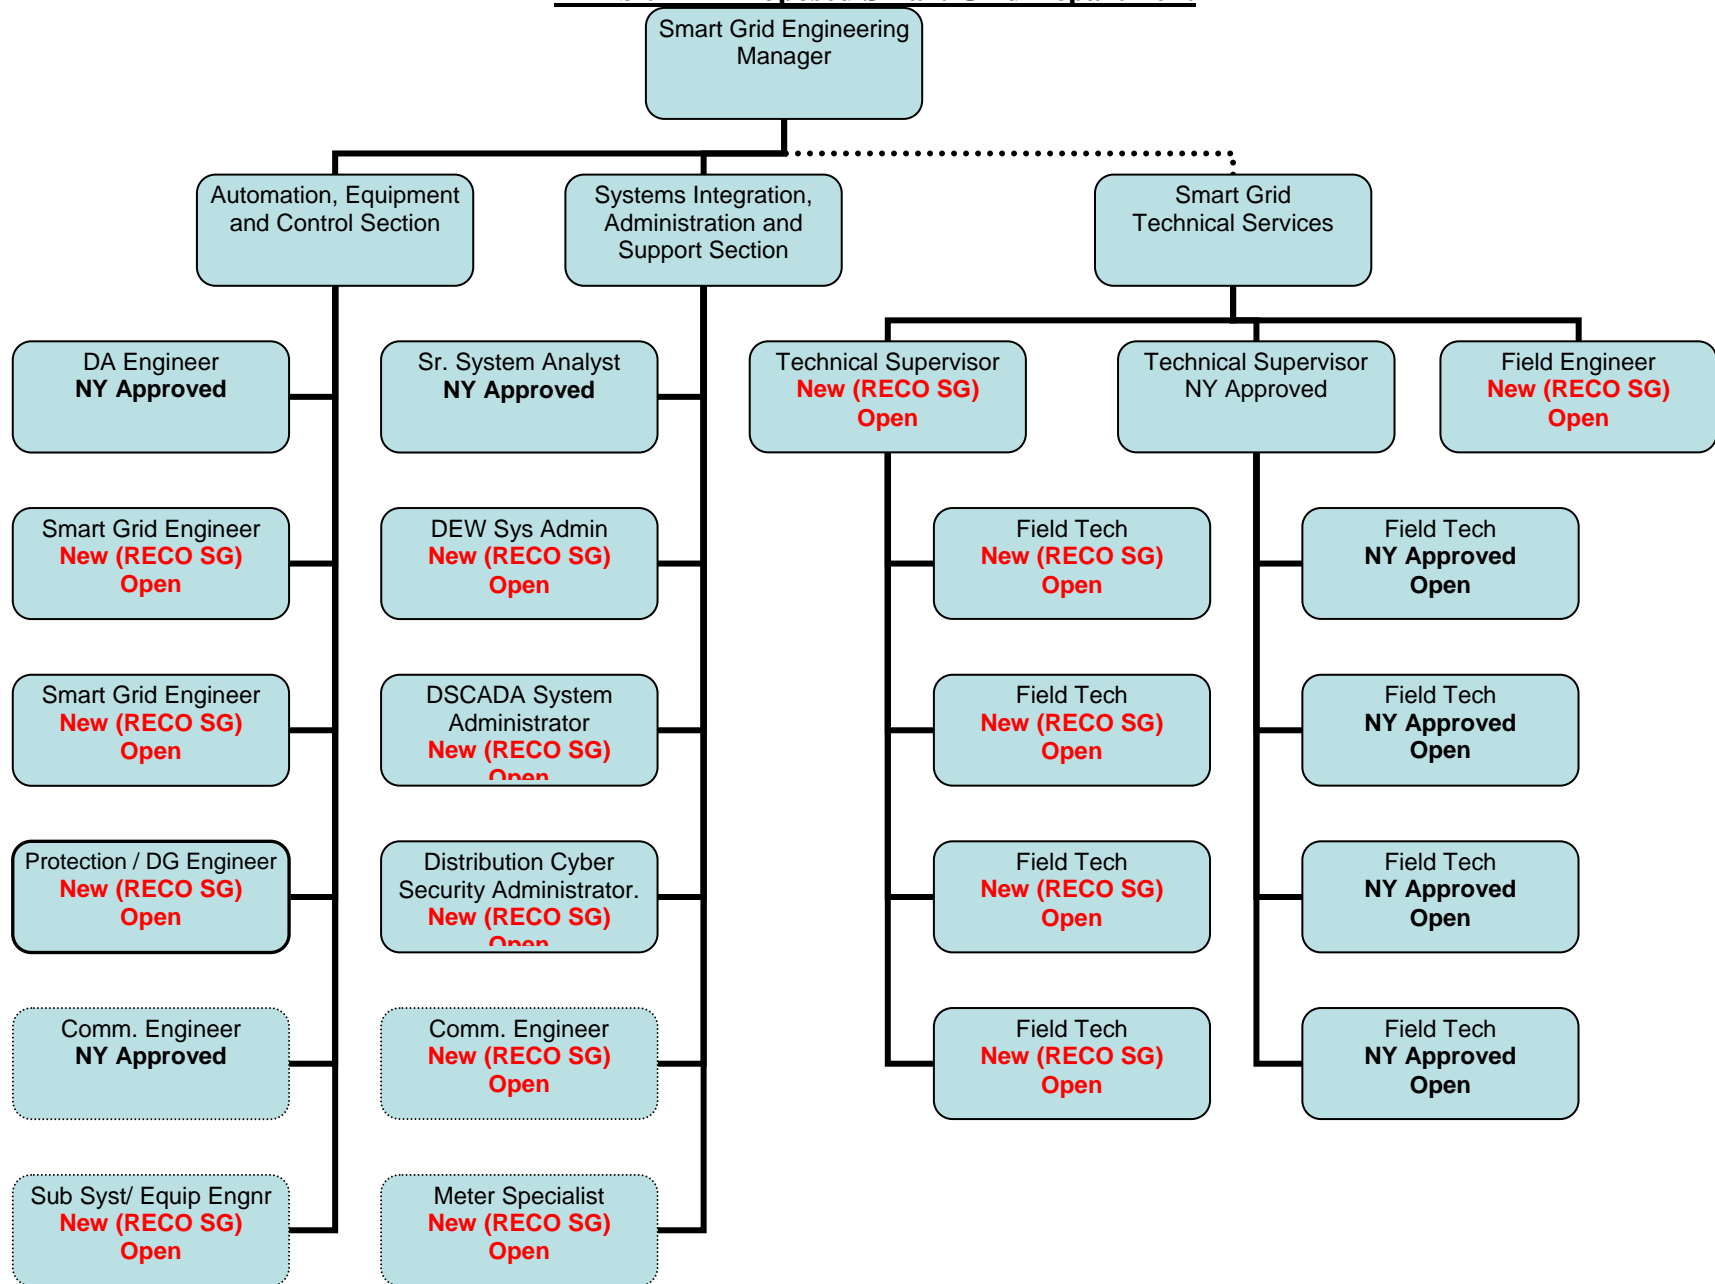 Smart Grid Engineering
Manager
Automation, Equipment
and Control Section
Systems Integration,
Administration and
Support Section
Smart Grid
Technical Services
DA Engineer
NY Approved
Sr. System Analyst
NY Approved
Technical Supervisor
New (RECO SG)
Open
Technical Supervisor
NY Approved
Field Engineer
New (RECO SG)
Open
Smart Grid Engineer
New (RECO SG)
Open
DEW Sys Admin
New (RECO SG)
Open
Field Tech
New (RECO SG)
Open
Field Tech
NY Approved
Open
Smart Grid Engineer
New (RECO SG)
Open
DSCADA System
Administrator
New (RECO SG)
Open
Field Tech
New (RECO SG)
Open
Field Tech
NY Approved
Open
Protection / DG Engineer
New (RECO SG)
Open
Distribution Cyber
Security Administrator.
New (RECO SG)
Open
Field Tech
New (RECO SG)
Open
Field Tech
NY Approved
Open
Comm. Engineer
NY Approved
Comm. Engineer
New (RECO SG)
Open
Field Tech
New (RECO SG)
Open
Field Tech
NY Approved
Open
Sub Syst/ Equip Engnr
New (RECO SG)
Open
Meter Specialist
New (RECO SG)
Open